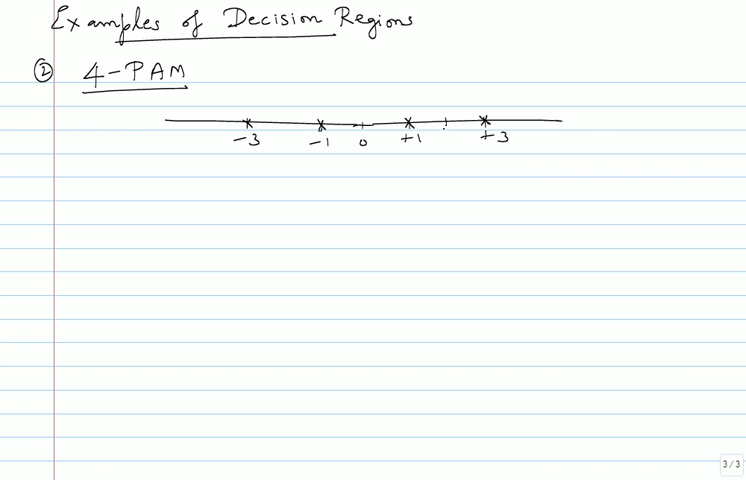 Examples of Decision Regions
② 4-PAM
-3 -1 0 +1 +3
3/3